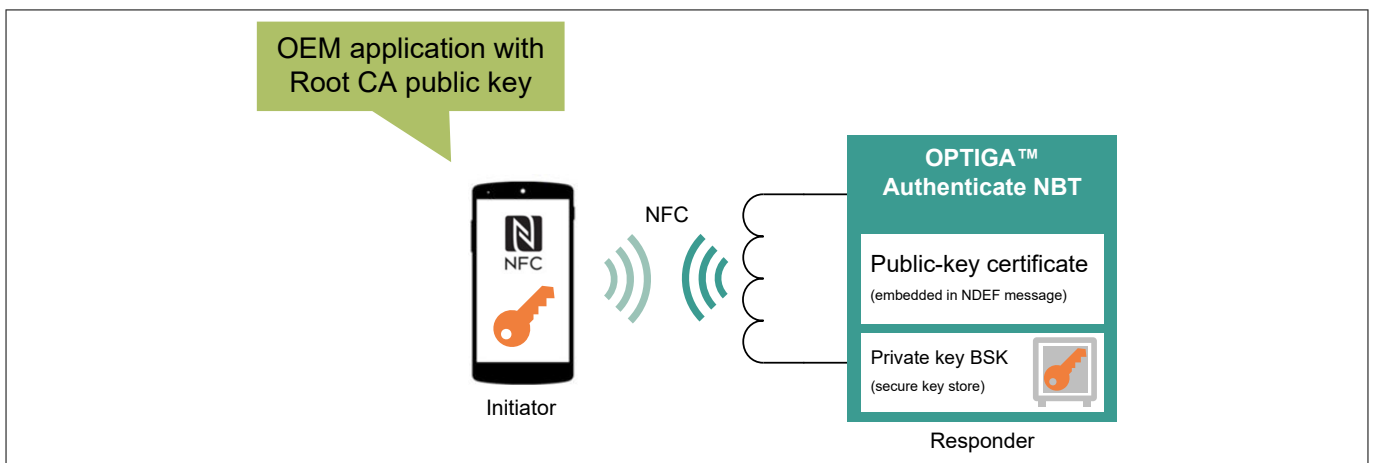 OEM application with
Root CA public key
NFC
NFC
OPTIGA™
Authenticate NBT
Public-key certificate
(embedded in NDEF message)
Private key BSK
(secure key store)
Initiator
Responder